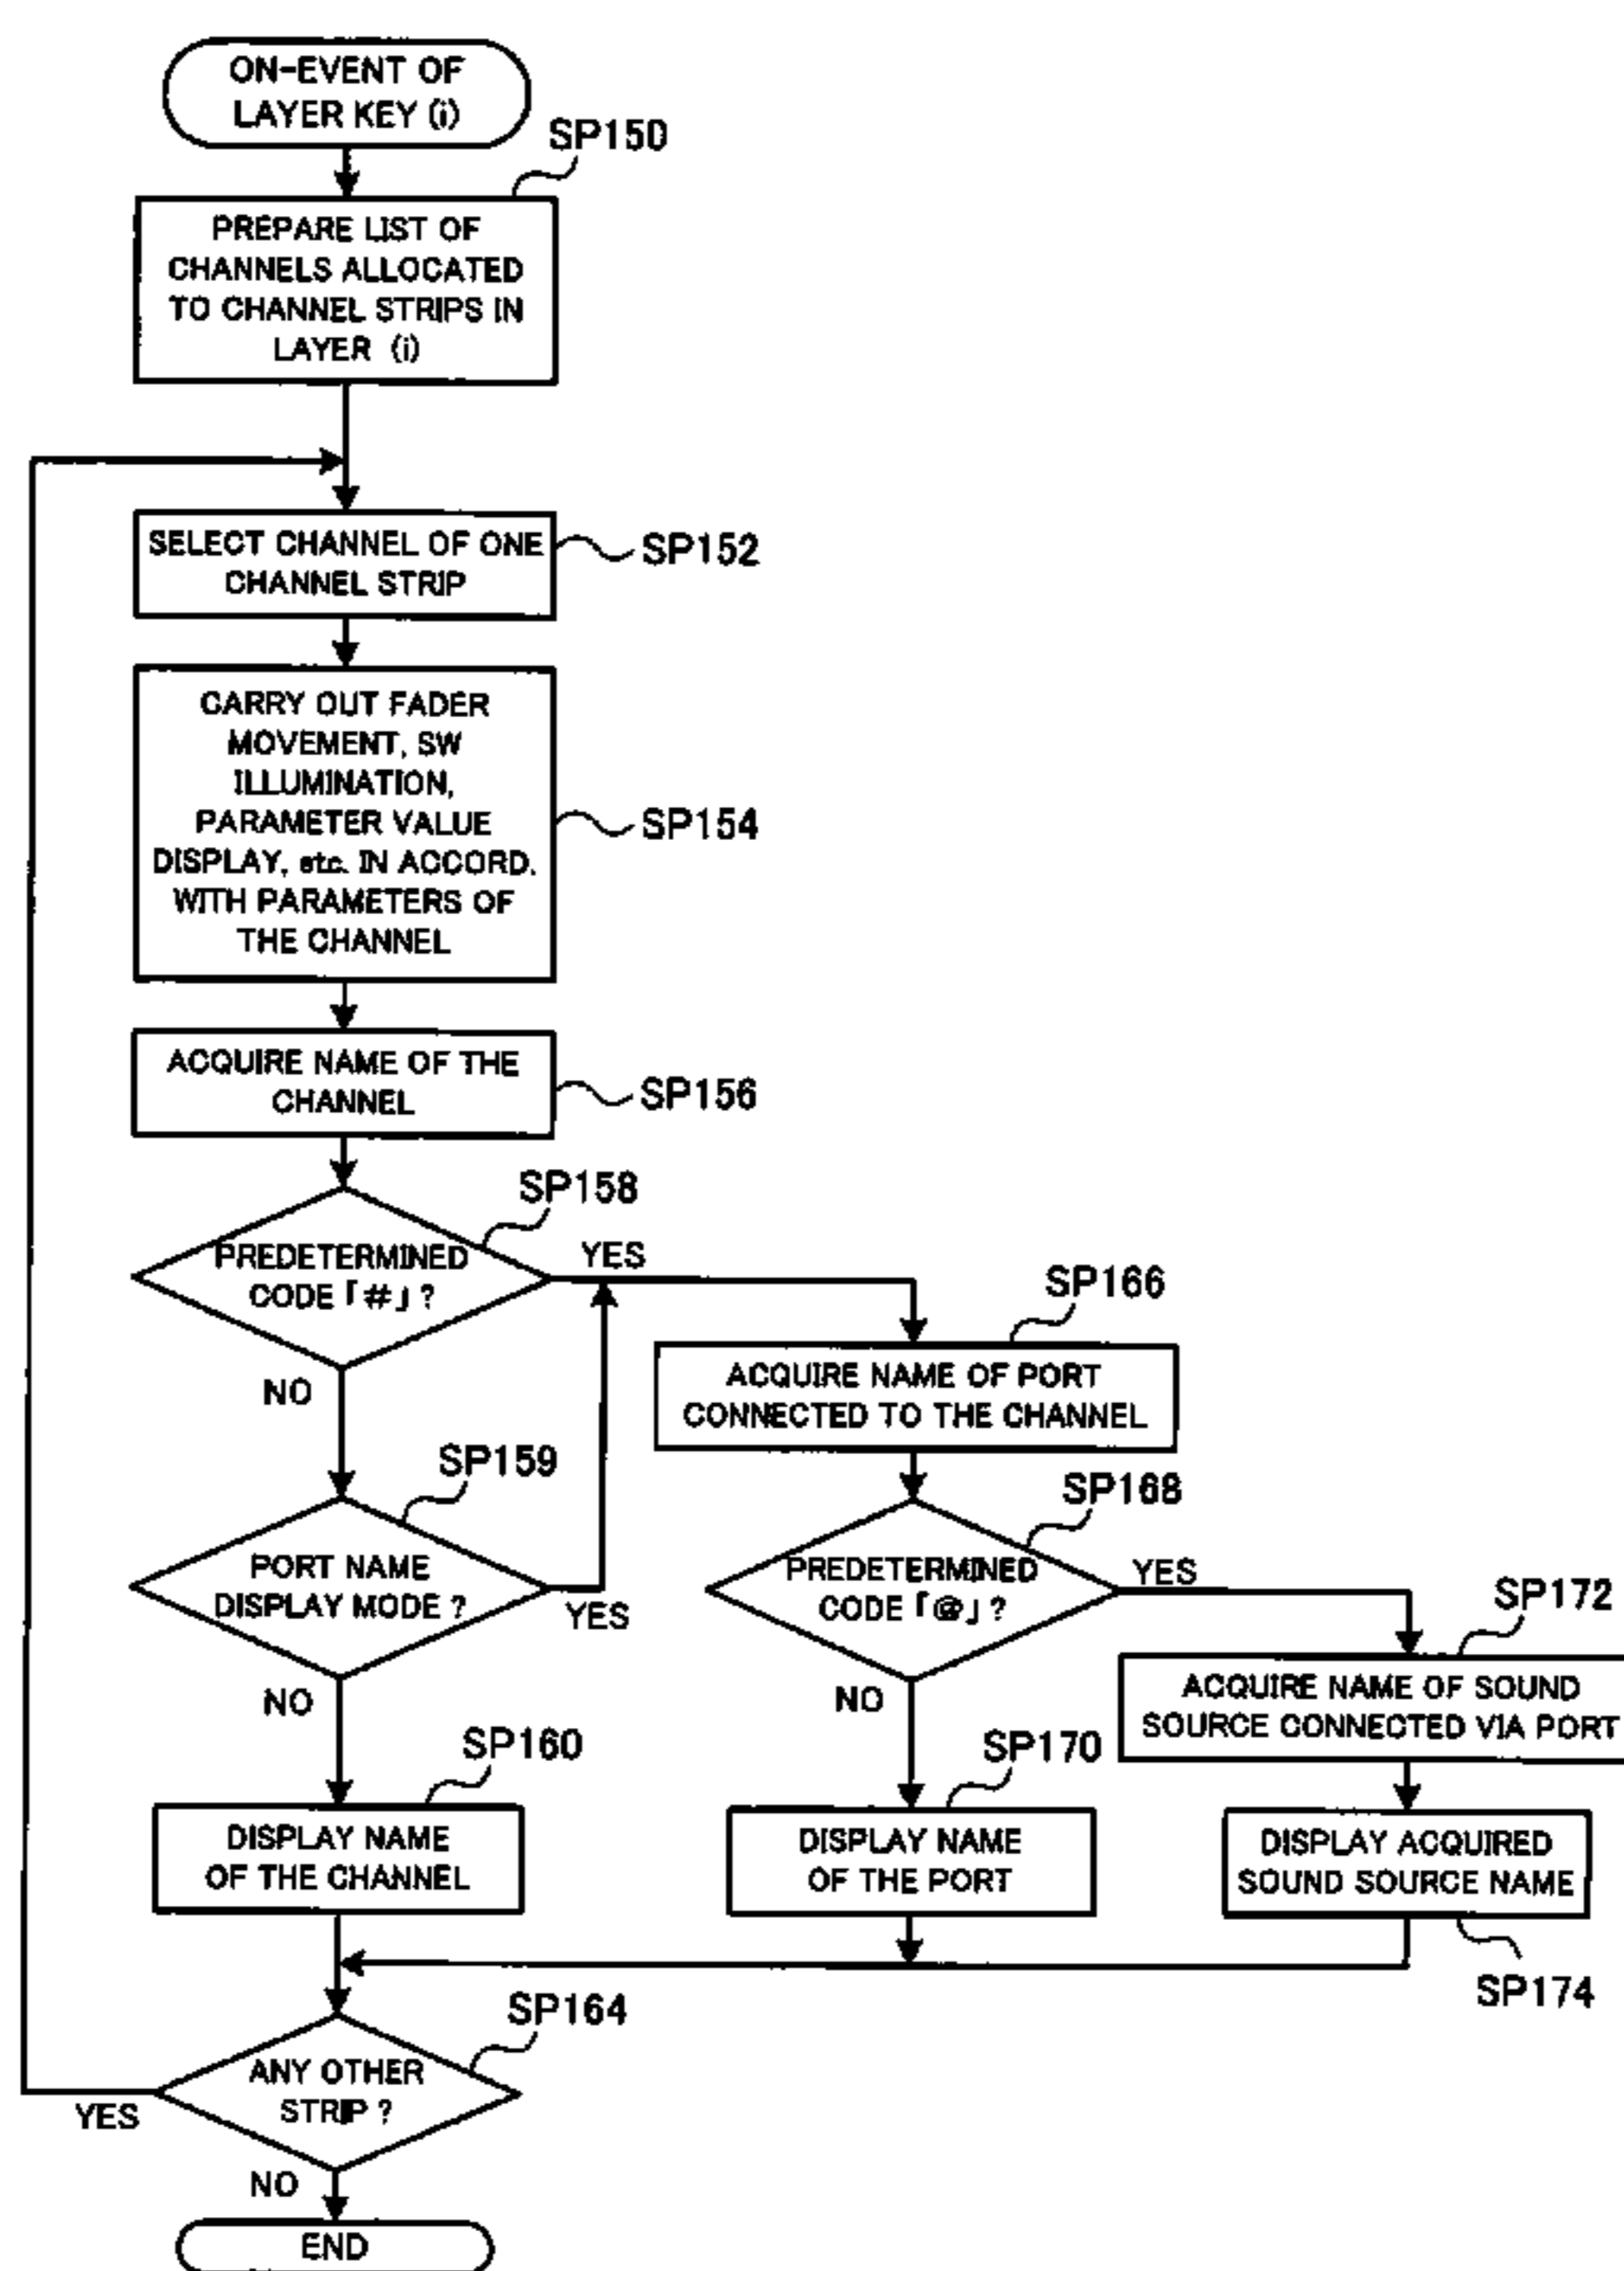 ON-EVENT OF
LAYER KEY (i)
SP150
PREPARE LIST OF
CHANNELS ALLOCATED
TO CHANNEL STRIPS IN
LAYER (i)
SELECT CHANNEL OF ONE
CHANNEL STRIP
SP152
CARRY OUT FADER
MOVEMENT, SW
ILLUMINATION,
PARAMETER VALUE
DISPLAY, etc. IN ACCORD.
WITH PARAMETERS OF
THE CHANNEL
SP154
ACQUIRE NAME OF THE
CHANNEL
SP156
SP158
PREDETERMINED
CODE「#」?
YES
NO
SP166
ACQUIRE NAME OF PORT
CONNECTED TO THE CHANNEL
SP159
PORT NAME
DISPLAY MODE ?
YES
NO
SP168
PREDETERMINED
CODE「@」?
YES
NO
SP172
ACQUIRE NAME OF SOUND
SOURCE CONNECTED VIA PORT
SP160
DISPLAY NAME
OF THE CHANNEL
SP170
DISPLAY NAME
OF THE PORT
DISPLAY ACQUIRED
SOUND SOURCE NAME
SP174
SP164
ANY OTHER
STRIP ?
YES
NO
END